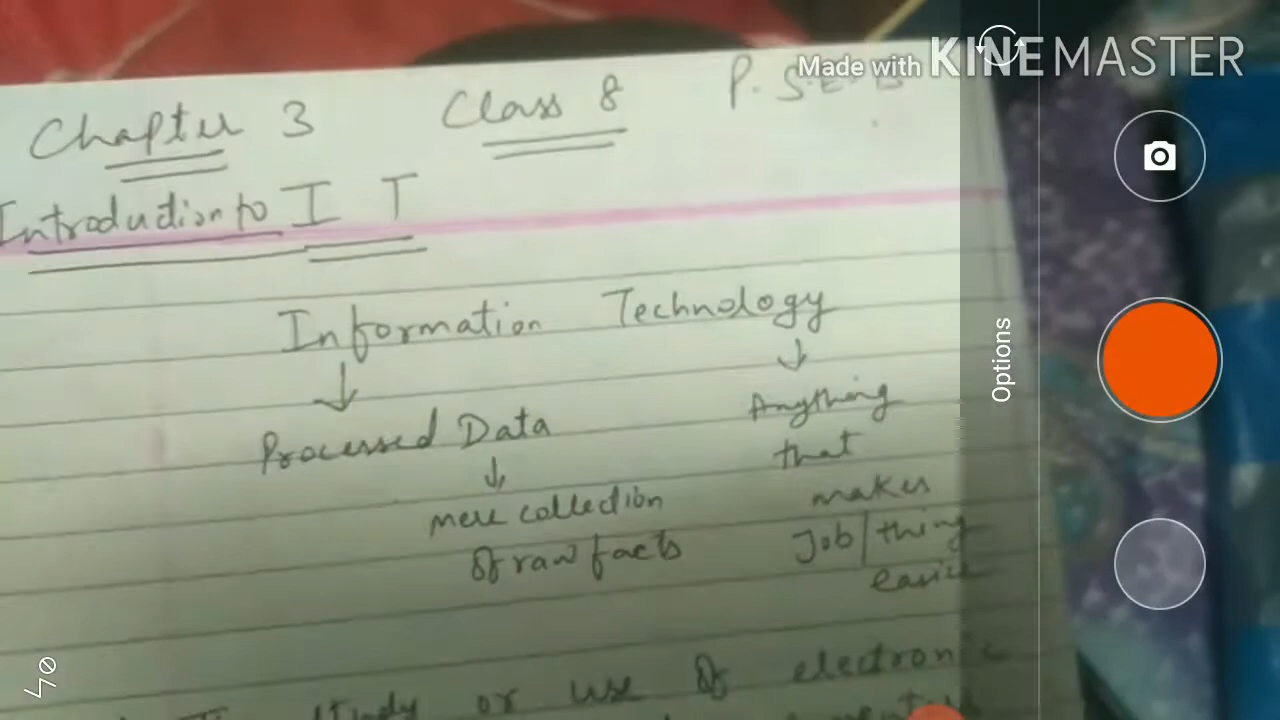 Made with KINEMASTER
Chapter 3 Class 8 P.S.E.B
Introduction to I T
Information Technology
↓ ↓
Processed Data Anything
↓ that
mere collection makes
of raw facts Job/thing
easier
Options
study or use of electronic